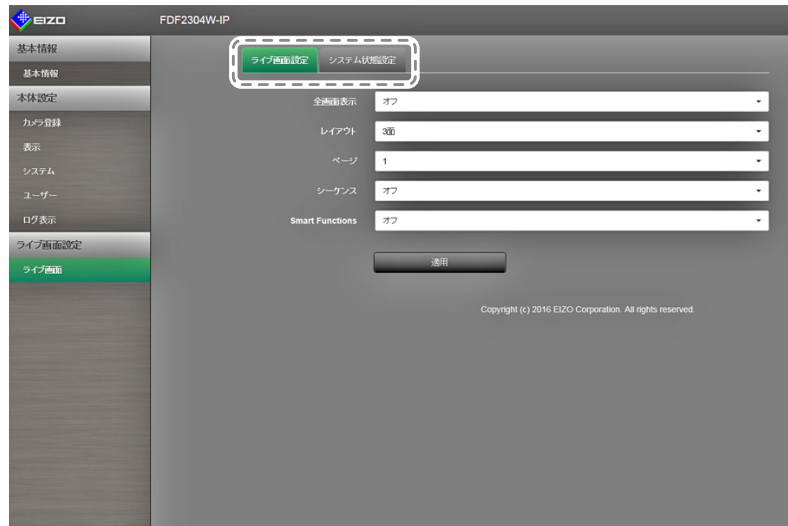 EIZO
FDF2304W-IP
基本情報
基本情報
本体設定
カメラ登録
表示
システム
ユーザー
ログ表示
ライブ画面設定
ライブ画面
ライブ画面設定 システム状態設定
全画面表示 オフ
レイアウト 3面
ページ 1
シーケンス オフ
Smart Functions オフ
適用
Copyright (c) 2016 EIZO Corporation. All rights reserved.